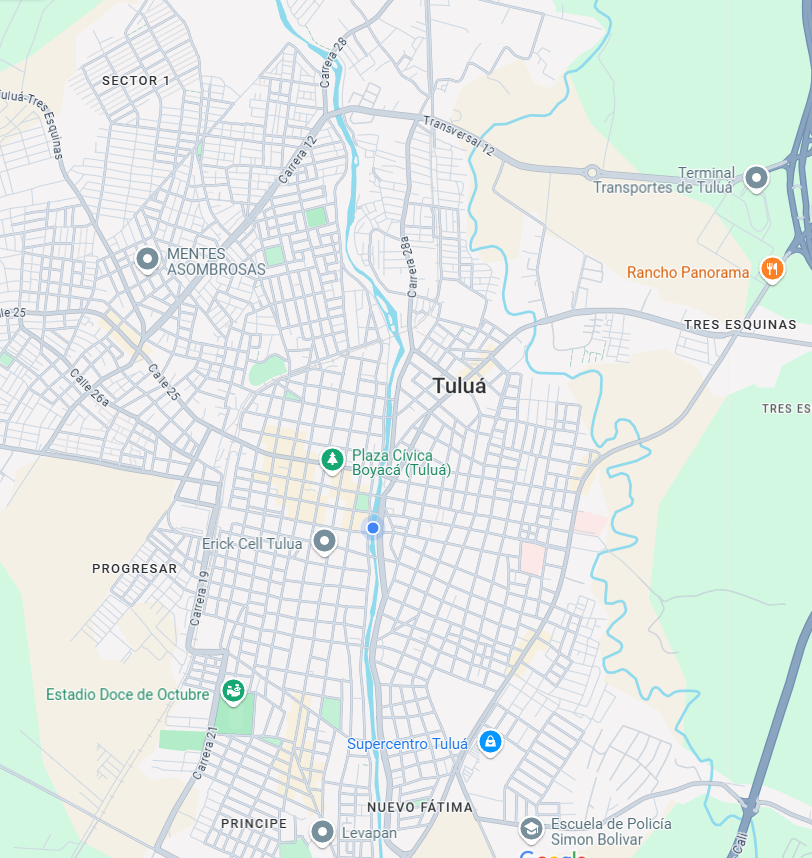 Carrera 28
SECTOR 1
Tuluá-Tres Esquinas
Transversal 12
Carrera 12
Terminal
Transportes de Tuluá
MENTES
ASOMBROSAS
Carrera 28a
Rancho Panorama
lle 25
TRES ESQUINAS
Calle 25
Calle 26a
Tuluá
TRES ES
Plaza Cívica
Boyacá (Tuluá)
Erick Cell Tulua
PROGRESAR
Carrera 19
Estadio Doce de Octubre
Carrera 21
Supercentro Tuluá
NUEVO FÁTIMA
PRINCIPE
Levapan
Escuela de Policía
Simon Bolivar
Cali
Google